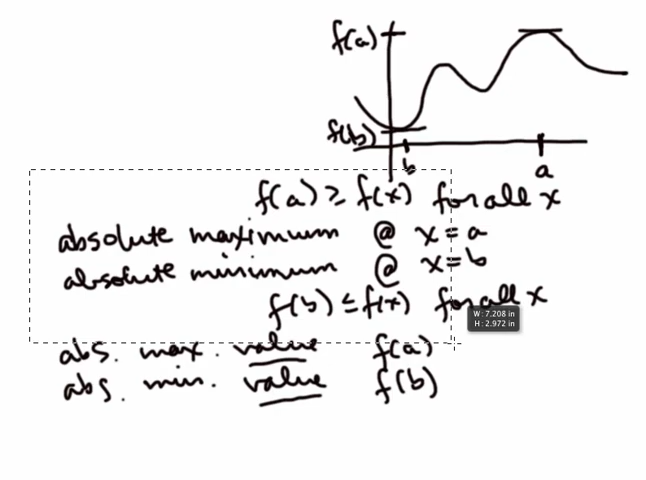 f(a)
f(b)
b
a
f(a) ≥ f(x) for all x
absolute maximum @ x = a
absolute minimum @ x = b
f(b) ≤ f(x) for all x
W: 7.208 in
H: 2.972 in
abs. max. value f(a)
abs. min. value f(b)